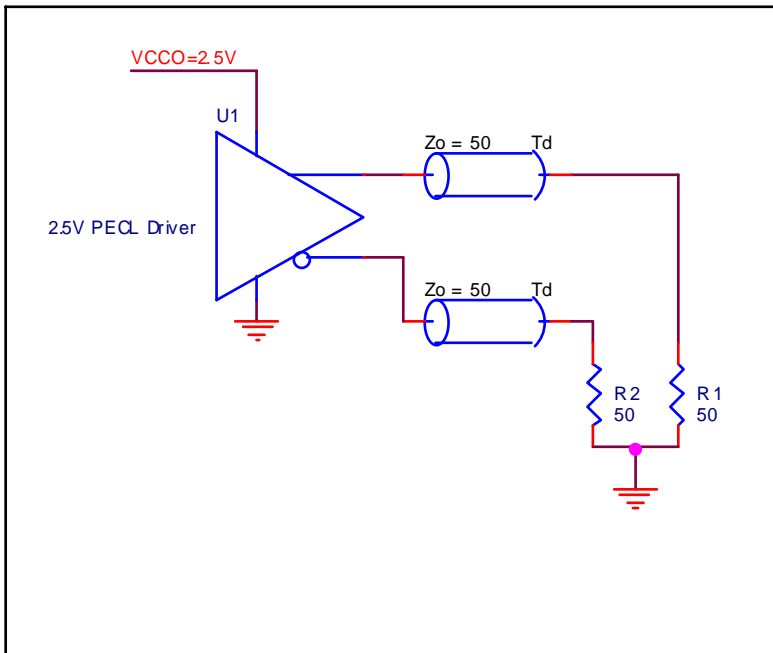 VCCO=2.5V
U1
Zo = 50 Td
2.5V PECL Driver
Zo = 50 Td
R2
50
R1
50